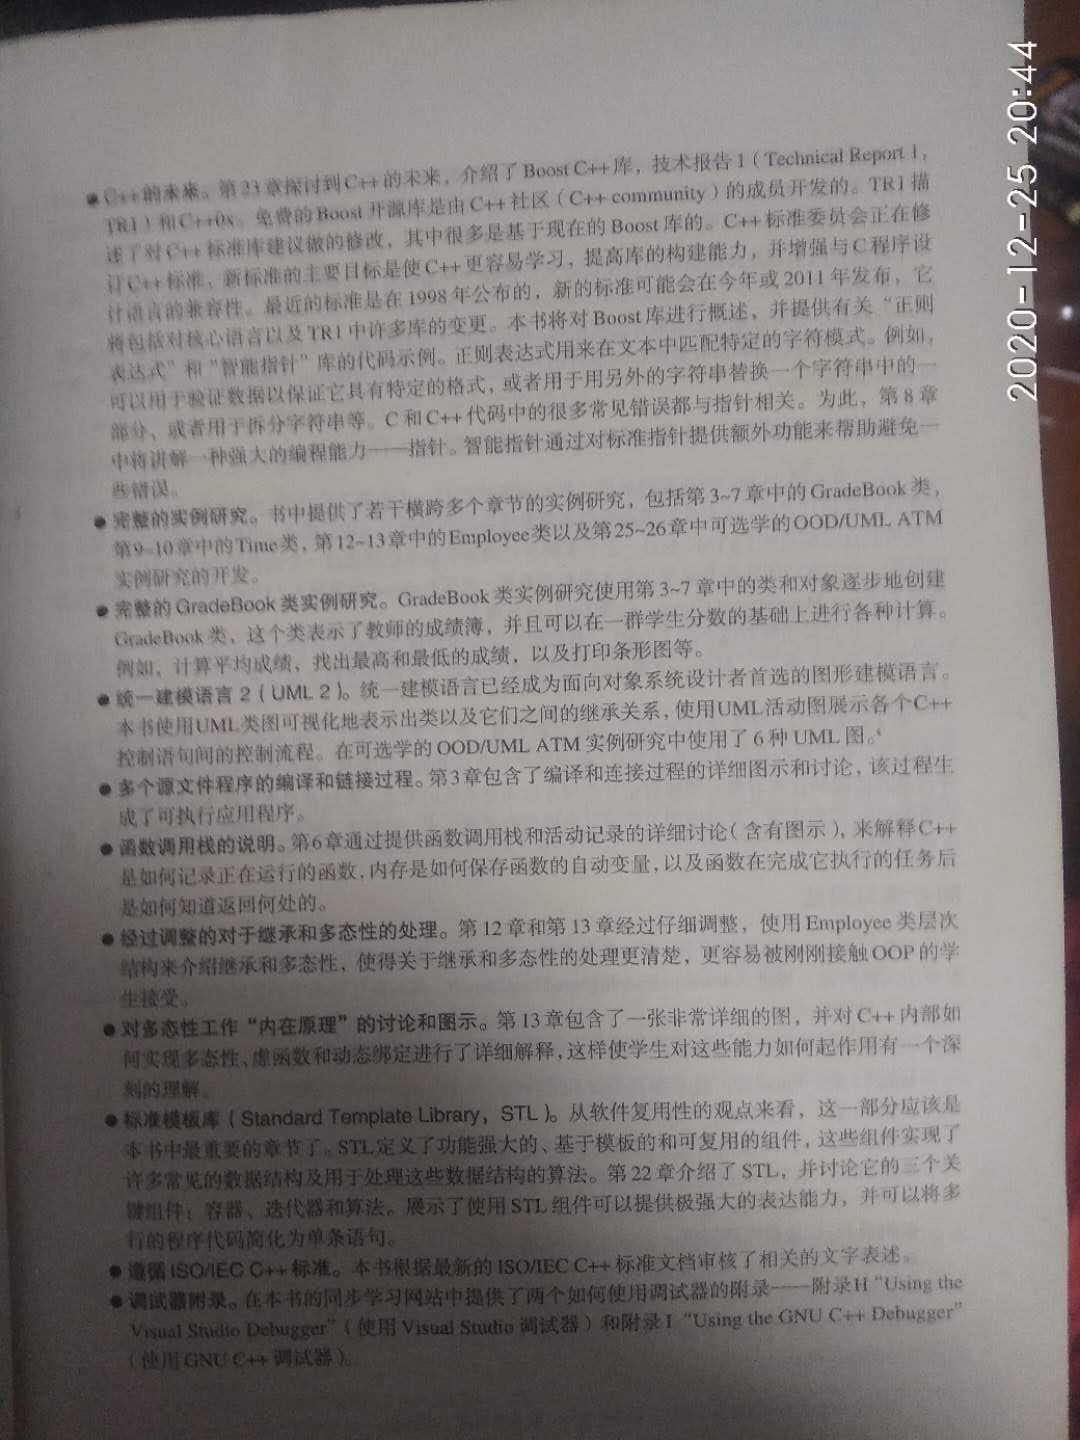 ● C++的未来。第23章探讨到C++的未来，介绍了Boost C++库，技术报告1（Technical Report 1，
TR1）和C++0x。免费的Boost开源库是由C++社区（C++ community）的成员开发的。TR1描
述了对C++标准库建议做的修改，其中很多是基于现在的Boost库的。C++标准委员会正在修
订C++标准，新标准的主要目标是使C++更容易学习，提高库的构建能力，并增强与C程序设
计语言的兼容性。最近的标准是在1998年公布的，新的标准可能会在今年或2011年发布，它
将包括对核心语言以及TR1中许多库的变更。本书将对Boost库进行概述，并提供有关“正则
表达式”和“智能指针”库的代码示例。正则表达式用来在文本中匹配特定的字符模式。例如，
可以用于验证数据以保证它具有特定的格式，或者用于用另外的字符串替换一个字符串中的一
部分，或者用于拆分字符串等。C和C++代码中的很多常见错误都与指针相关。为此，第8章
中将讲解一种强大的编程能力——指针。智能指针通过对标准指针提供额外功能来帮助避免一
些错误。
● 完整的实例研究。书中提供了若干横跨多个章节的实例研究，包括第3~7章中的GradeBook类，
第9~10章中的Time类，第12~13章中的Employee类以及第25~26章中可选学的OOD/UML ATM
实例研究的开发。
● 完整的GradeBook类实例研究。GradeBook类实例研究使用第3~7章中的类和对象逐步地创建
GradeBook类，这个类表示了教师的成绩簿，并且可以在一群学生分数的基础上进行各种计算。
例如，计算平均成绩，找出最高和最低的成绩，以及打印条形图等。
● 统一建模语言2（UML 2）。统一建模语言已经成为面向对象系统设计者首选的图形建模语言。
本书使用UML类图可视化地表示出类以及它们之间的继承关系，使用UML活动图展示各个C++
控制语句间的控制流程。在可选学的OOD/UML ATM实例研究中使用了6种UML图。
● 多个源文件程序的编译和链接过程。第3章包含了编译和连接过程的详细图示和讨论，该过程生
成了可执行应用程序。
● 函数调用栈的说明。第6章通过提供函数调用栈和活动记录的详细讨论（含有图示），来解释C++
是如何记录正在运行的函数，内存是如何保存函数的自动变量，以及函数在完成它执行的任务后
是如何知道返回何处的。
● 经过调整的对于继承和多态性的处理。第12章和第13章经过仔细调整，使用Employee类层次
结构来介绍继承和多态性，使得关于继承和多态性的处理更清楚，更容易被刚刚接触OOP的学
生接受。
● 对多态性工作“内在原理”的讨论和图示。第13章包含了一张非常详细的图，并对C++内部如
何实现多态性、虚函数和动态绑定进行了详细解释，这样使学生对这些能力如何起作用有一个深
刻的理解。
● 标准模板库（Standard Template Library，STL）。从软件复用性的观点来看，这一部分应该是
本书中最重要的章节了。STL定义了功能强大的、基于模板的和可复用的组件，这些组件实现了
许多常见的数据结构及用于处理这些数据结构的算法。第22章介绍了STL，并讨论它的三个关
键组件：容器、迭代器和算法。展示了使用STL组件可以提供极强大的表达能力，并可以将多
行的程序代码简化为单条语句。
● 遵循ISO/IEC C++标准。本书根据最新的ISO/IEC C++标准文档审核了相关的文字表述。
● 调试器附录。在本书的同步学习网站中提供了两个如何使用调试器的附录——附录H“Using the
Visual Studio Debugger”（使用Visual Studio调试器）和附录I“Using the GNU C++ Debugger”
（使用GNU C++调试器）。
2020-12-25 20:44